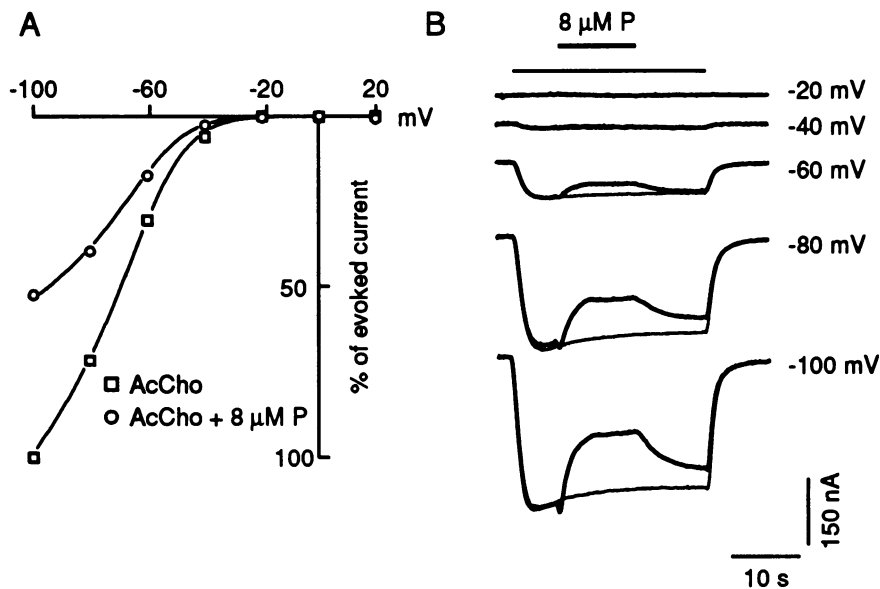 A
-100 -60 -20 20
mV
50
100
% of evoked current
AcCho
AcCho + 8 µM P
B
8 µM P
-20 mV
-40 mV
-60 mV
-80 mV
-100 mV
150 nA
10 s